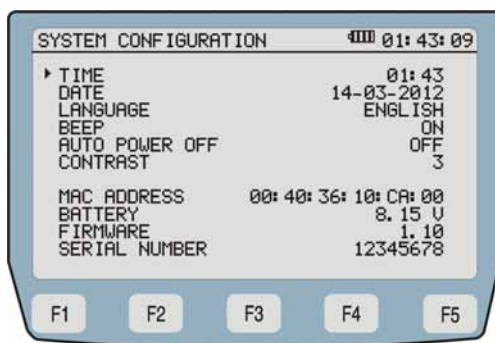 SYSTEM CONFIGURATION 01:43:09
TIME 01:43
DATE 14-03-2012
LANGUAGE ENGLISH
BEEP ON
AUTO POWER OFF OFF
CONTRAST 3
MAC ADDRESS 00:40:36:10:CA:00
BATTERY 8.15 V
FIRMWARE 1.10
SERIAL NUMBER 12345678
F1 F2 F3 F4 F5